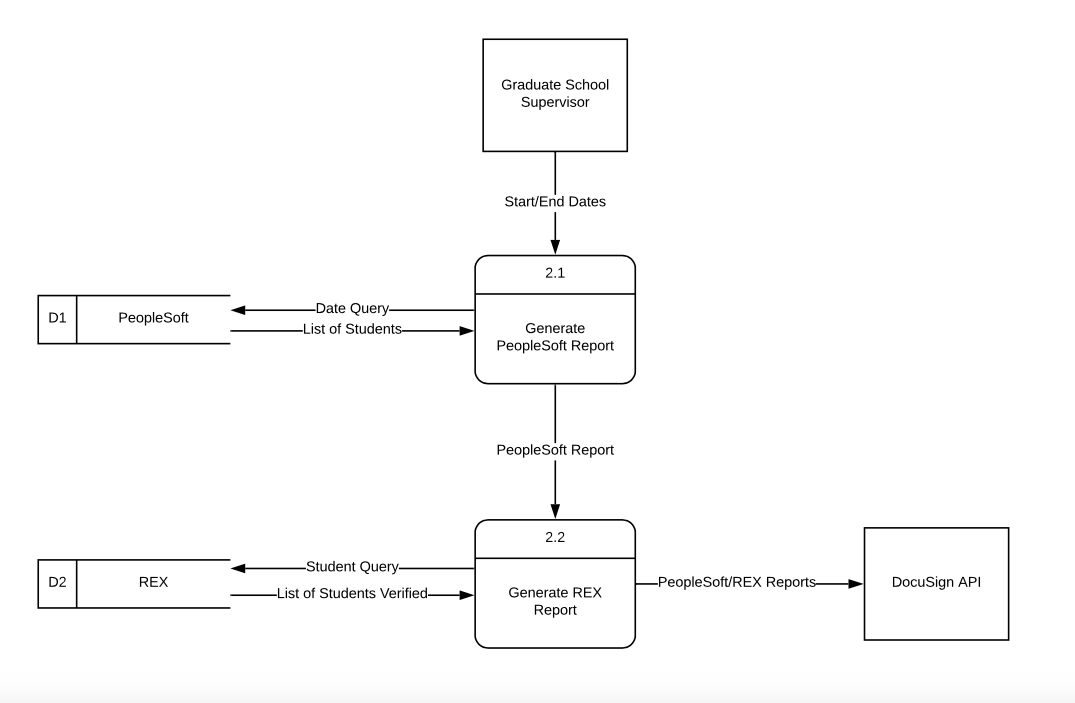 Graduate School
Supervisor
Start/End Dates
2.1
D1
PeopleSoft
Date Query
List of Students
Generate
PeopleSoft Report
PeopleSoft Report
2.2
D2
REX
Student Query
List of Students Verified
Generate REX
Report
PeopleSoft/REX Reports
DocuSign API